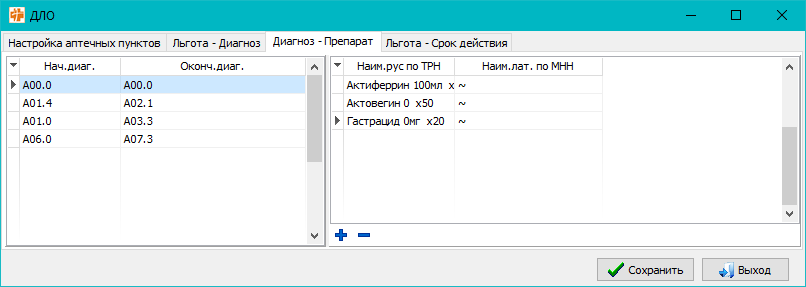 ДЛО
Настройка аптечных пунктов Льгота - Диагноз Диагноз - Препарат Льгота - Срок действия
Нач.диаг. Оконч.диаг.
A00.0 A00.0
A01.4 A02.1
A01.0 A03.3
A06.0 A07.3
Наим.рус по ТРН Наим.лат. по МНН
Актиферрин 100мл x ~
Актовегин 0 x50 ~
Гастрацид 0мг x20 ~
Сохранить Выход